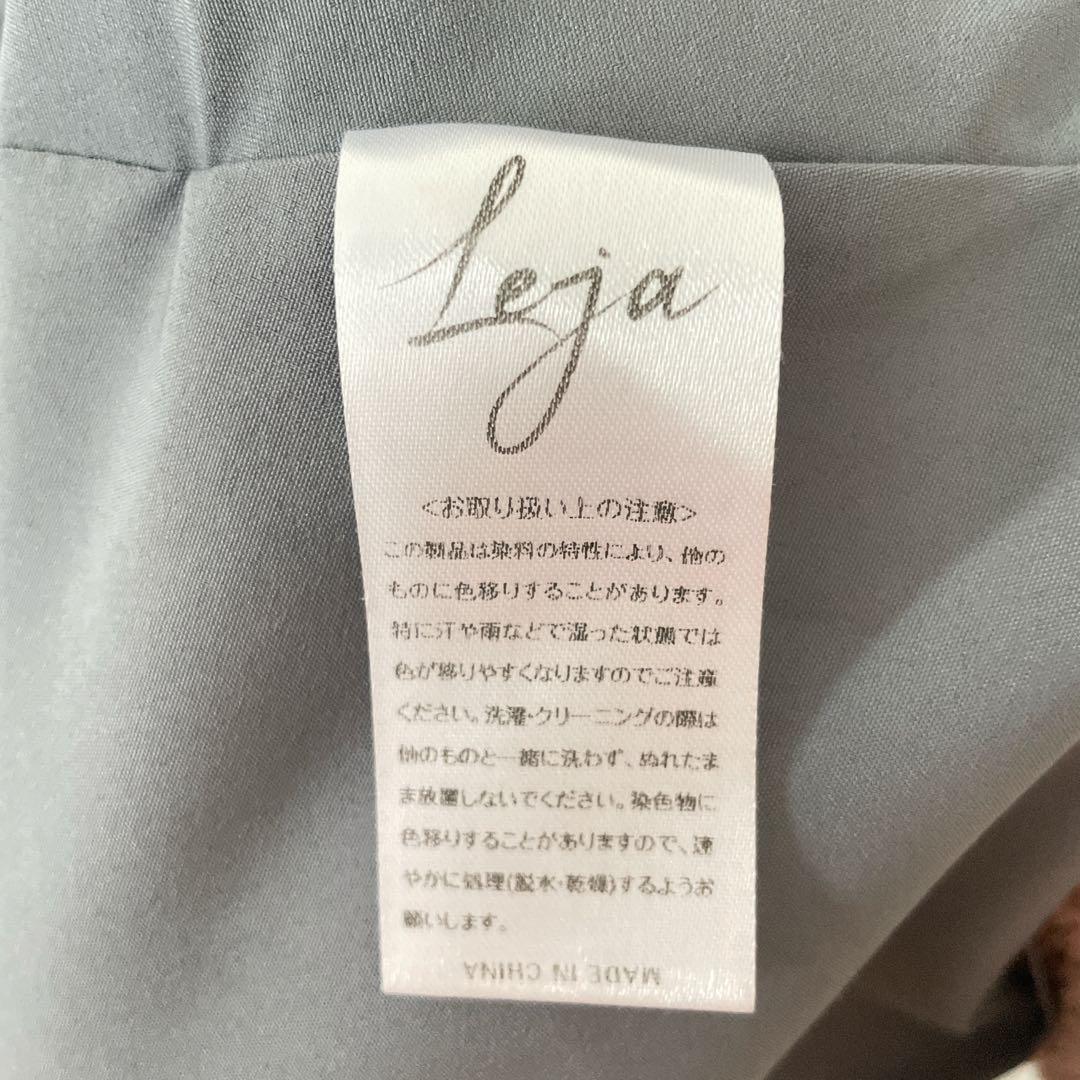 Leja
<お取り扱い上の注意>
この製品は染料の特性により、他の
ものに色移りすることがあります。
特に汗や雨などで湿った状態では
色が移りやすくなりますのでご注意
ください。洗濯・クリーニングの際は
他のものと一緒に洗わず、ぬれたま
ま放置しないでください。染色物に
色移りすることがありますので、速
やかに処理(脱水・乾燥)するようお
願いします。
MADE IN CHINA